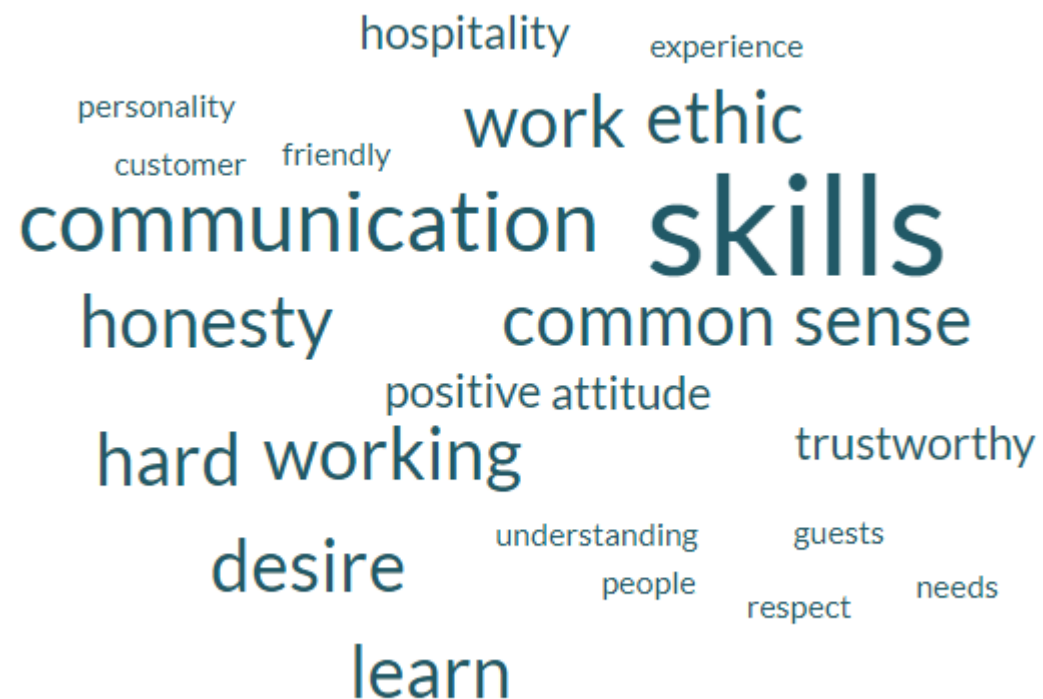 hospitality
experience
personality
work ethic
customer
friendly
communication
skills
honesty
common sense
positive attitude
hard working
trustworthy
desire
understanding
guests
people
respect
needs
learn